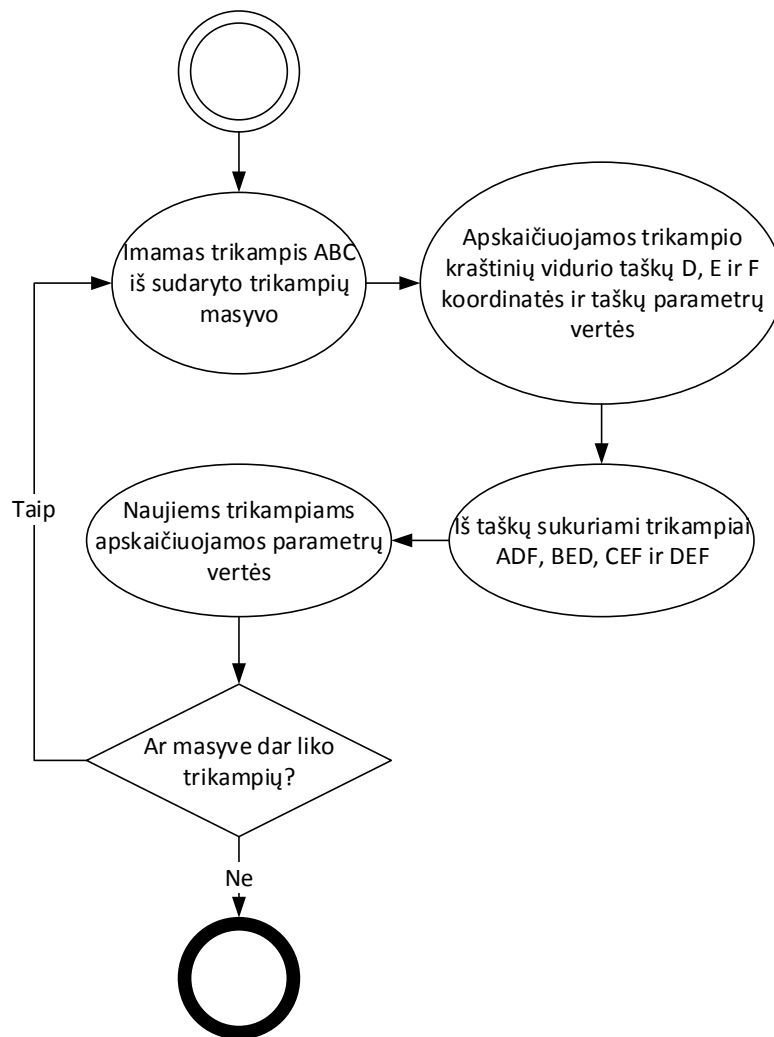 Imamas trikampis ABC
iš sudaryto trikampių
masyvo
Apskaičiuojamos trikampio
kraštinių vidurio taškų D, E ir F
koordinatės ir taškų parametrų
vertės
Iš taškų sukuriami trikampiai
ADF, BED, CEF ir DEF
Naujiems trikampiams
apskaičiuojamos parametrų
vertės
Taip
Ar masyve dar liko
trikampių?
Ne